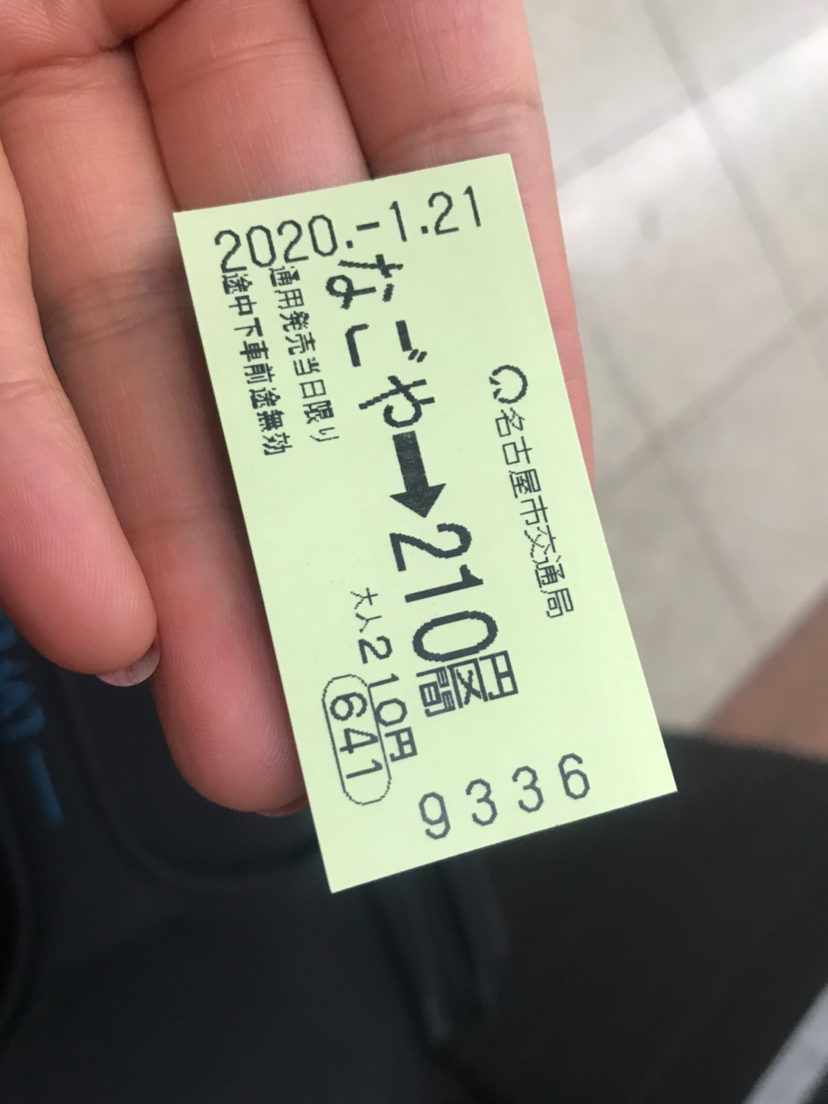 2020.-1.21
名古屋市交通局
なごや➡210円区間
大人210円
通用発売当日限り
途中下車前途無効
641
9336